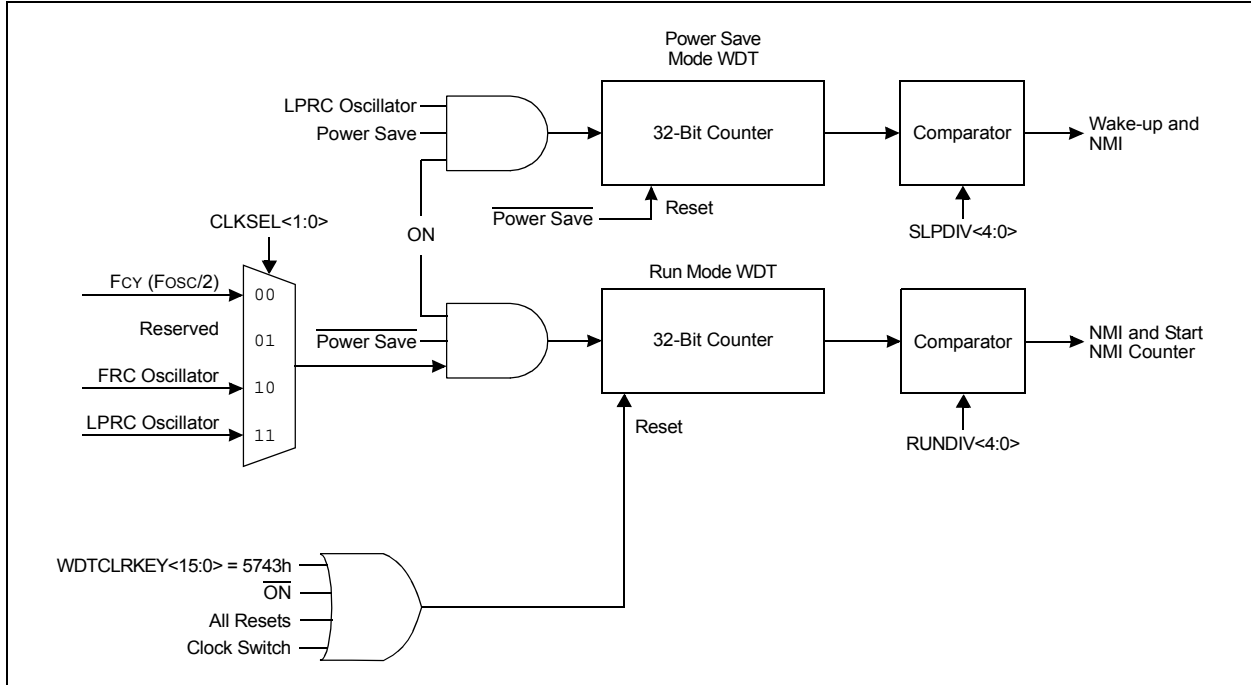 Power Save
Mode WDT
LPRC Oscillator
Power Save
32-Bit Counter
Comparator
Wake-up and
NMI
Power Save
Reset
SLPDIV<4:0>
CLKSEL<1:0>
ON
Run Mode WDT
FCY (FOSC/2)
00
Reserved
01
Power Save
32-Bit Counter
Comparator
NMI and Start
NMI Counter
FRC Oscillator
10
LPRC Oscillator
11
Reset
RUNDIV<4:0>
WDTCLRKEY<15:0> = 5743h
ON
All Resets
Clock Switch